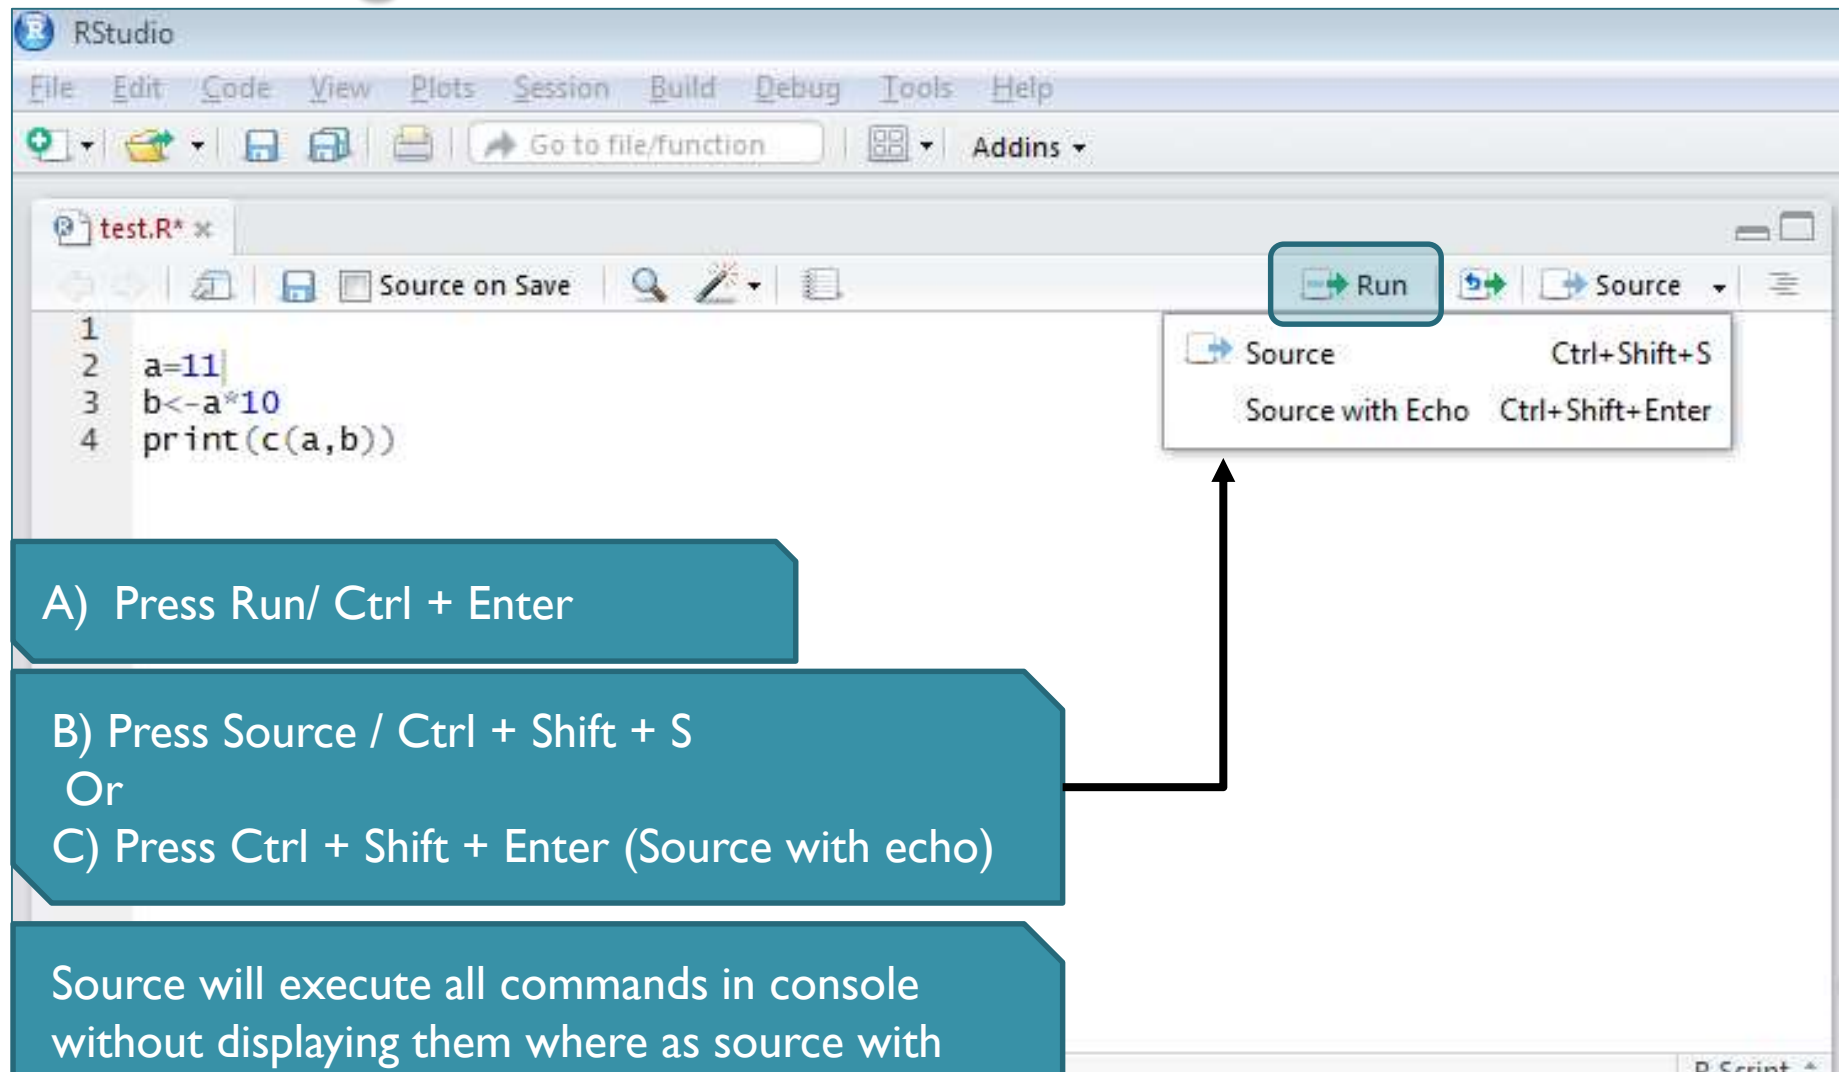 RStudio
File Edit Code View Plots Session Build Debug Tools Help
Go to file/function Addins
test.R*
Source on Save Run Source
1
2 a=11
3 b<-a*10
4 print(c(a,b))
Source Ctrl+Shift+S
Source with Echo Ctrl+Shift+Enter
A) Press Run/ Ctrl + Enter
B) Press Source / Ctrl + Shift + S
Or
C) Press Ctrl + Shift + Enter (Source with echo)
Source will execute all commands in console
without displaying them where as source with
R Script